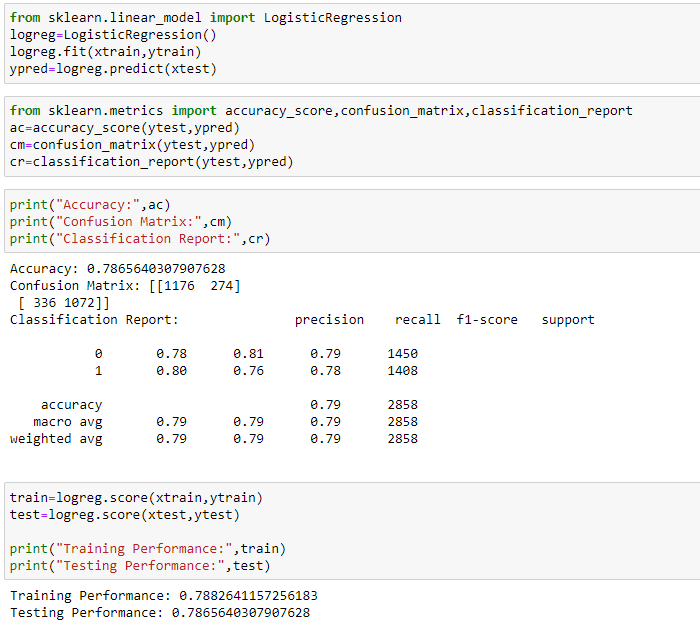 from sklearn.linear_model import LogisticRegression
logreg=LogisticRegression()
logreg.fit(xtrain,ytrain)
ypred=logreg.predict(xtest)
from sklearn.metrics import accuracy_score,confusion_matrix,classification_report
ac=accuracy_score(ytest,ypred)
cm=confusion_matrix(ytest,ypred)
cr=classification_report(ytest,ypred)
print("Accuracy:",ac)
print("Confusion Matrix:",cm)
print("Classification Report:",cr)
Accuracy: 0.7865640307907628
Confusion Matrix: [[1176  274]
 [ 336 1072]]
Classification Report:               precision    recall  f1-score   support
           0       0.78      0.81      0.79      1450
           1       0.80      0.76      0.78      1408
    accuracy                           0.79      2858
   macro avg       0.79      0.79      0.79      2858
weighted avg       0.79      0.79      0.79      2858
train=logreg.score(xtrain,ytrain)
test=logreg.score(xtest,ytest)
print("Training Performance:",train)
print("Testing Performance:",test)
Training Performance: 0.7882641157256183
Testing Performance: 0.7865640307907628